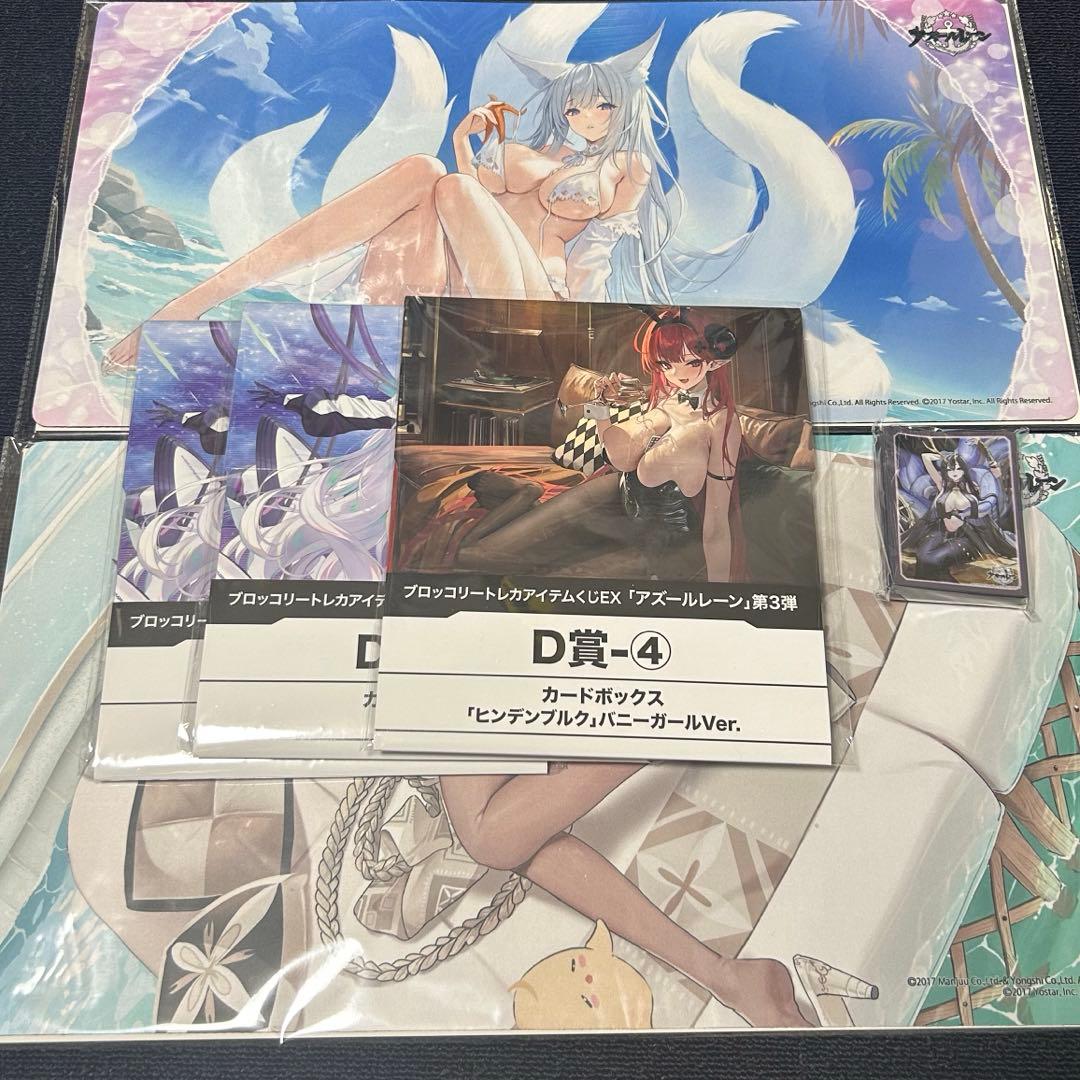 アズールレーン
ngshi Co.,Ltd. All Rights Reserved. ©2017 Yostar, Inc. All Rights Reserved.
レーン
ブロッコリー
ブロッコリートレカアイテ
D
カ
ブロッコリートレカアイテムくじEX「アズールレーン」第3弾
D賞-④
カードボックス
「ヒンデンブルク」バニーガールVer.
©2017 Manjuu Co.,Ltd. & Yongshi Co.,Ltd. A
©2017 Yostar, Inc.